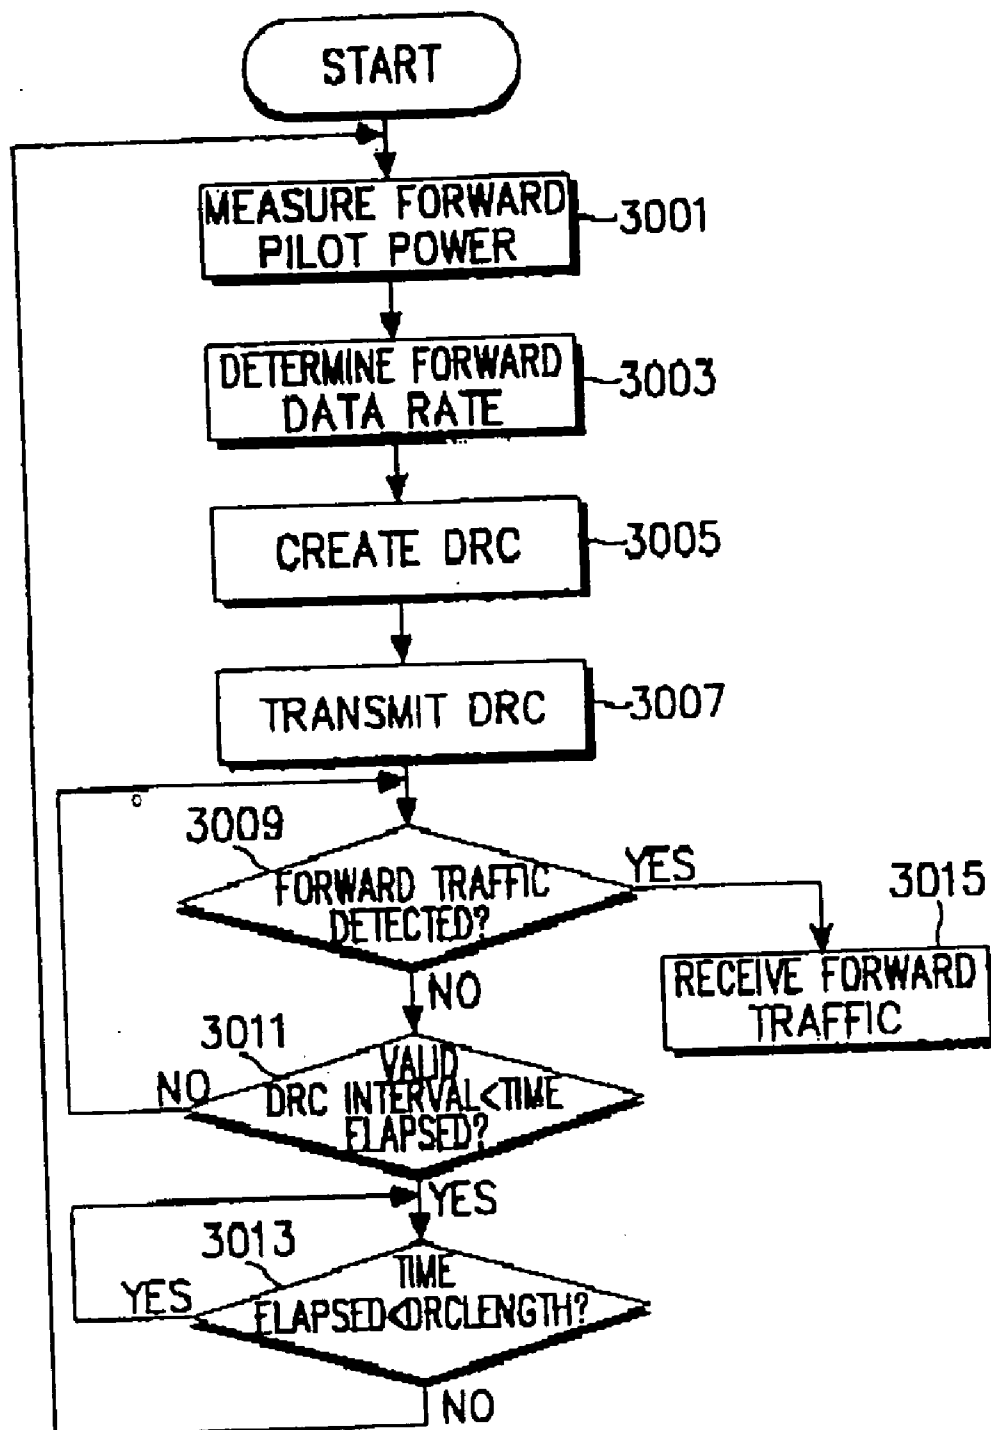 START
MEASURE FORWARD
PILOT POWER
3001
DETERMINE FORWARD
DATA RATE
3003
CREATE DRC
3005
TRANSMIT DRC
3007
3009
FORWARD TRAFFIC
DETECTED?
YES
NO
3015
RECEIVE FORWARD
TRAFFIC
3011
VALID
DRC INTERVAL<TIME
ELAPSED?
NO
YES
3013
TIME
ELAPSED<DRCLENGTH?
YES
NO